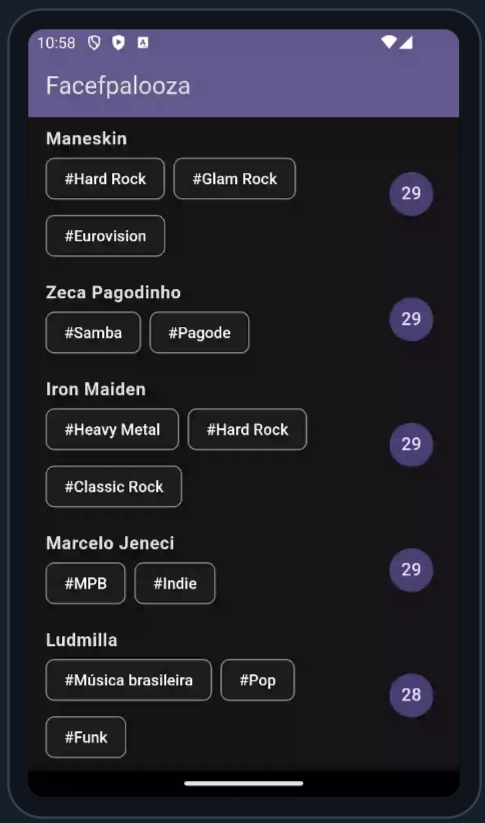 10:58
Facefpalooza
Maneskin
#Hard Rock #Glam Rock
29
#Eurovision
Zeca Pagodinho
29
#Samba #Pagode
Iron Maiden
#Heavy Metal #Hard Rock
29
#Classic Rock
Marcelo Jeneci
29
#MPB #Indie
Ludmilla
#Música brasileira #Pop
28
#Funk